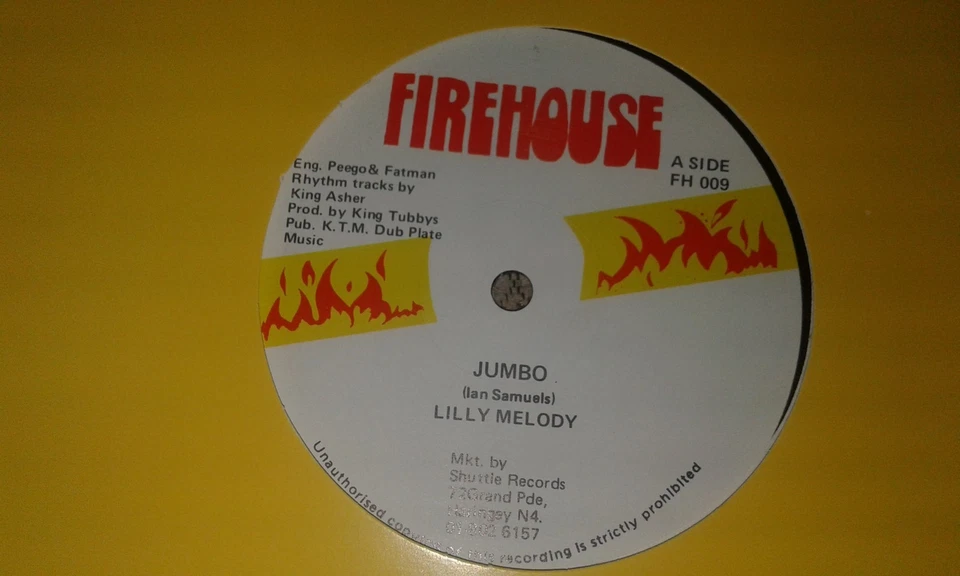 FIREHOUSE
A SIDE
FH 009
Eng. Peego & Fatman
Rhythm tracks by
King Asher
Prod. by King Tubbys
Pub. K.T.M. Dub Plate
Music
JUMBO
(Ian Samuels)
LILLY MELODY
Mkt. by
Shuttle Records
Grand Pde,
N4.
6157
Unauthorised recording is strictly prohibited